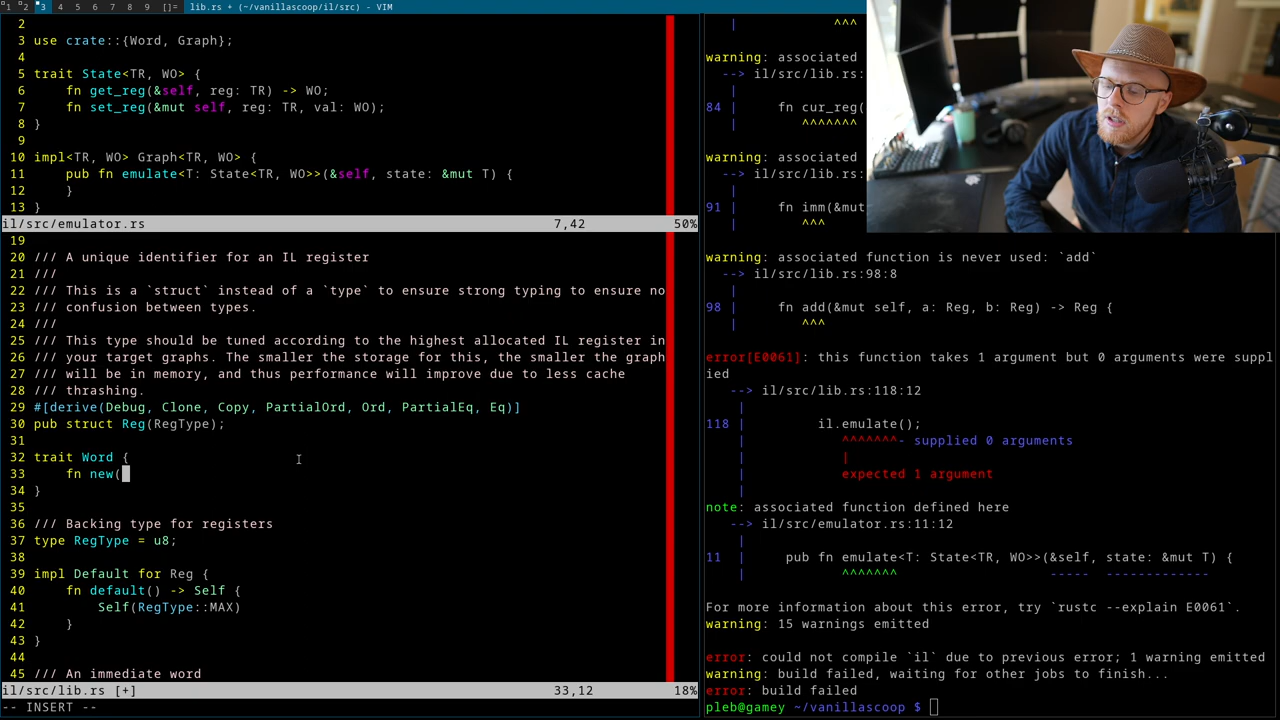 1 2 3 4 5 6 7 8 9 []= lib.rs + (~/vanillascoop/il/src) - VIM
2
3 use crate::{Word, Graph};
4
5 trait State<TR, WO> {
6     fn get_reg(&self, reg: TR) -> WO;
7     fn set_reg(&mut self, reg: TR, val: WO);
8 }
9
10 impl<TR, WO> Graph<TR, WO> {
11     pub fn emulate<T: State<TR, WO>>(&self, state: &mut T) {
12     }
13 }
il/src/emulator.rs 7,42 50%
19
20 /// A unique identifier for an IL register
21 ///
22 /// This is a `struct` instead of a `type` to ensure strong typing to ensure no
23 /// confusion between types.
24 ///
25 /// This type should be tuned according to the highest allocated IL register in
26 /// your target graphs. The smaller the storage for this, the smaller the graph
27 /// will be in memory, and thus performance will improve due to less cache
28 /// thrashing.
29 #[derive(Debug, Clone, Copy, PartialOrd, Ord, PartialEq, Eq)]
30 pub struct Reg(RegType);
31
32 trait Word {
33     fn new(
34 }
35
36 /// Backing type for registers
37 type RegType = u8;
38
39 impl Default for Reg {
40     fn default() -> Self {
41         Self(RegType::MAX)
42     }
43 }
44
45 /// An immediate word
il/src/lib.rs [+] 33,12 18%
-- INSERT --
| ^^^
warning: associated
--> il/src/lib.rs:
|
84 | fn cur_reg(
| ^^^^^^^
warning: associated
--> il/src/lib.rs:
|
91 | fn imm(&mut
| ^^^
warning: associated function is never used: `add`
--> il/src/lib.rs:98:8
|
98 | fn add(&mut self, a: Reg, b: Reg) -> Reg {
| ^^^
error[E0061]: this function takes 1 argument but 0 arguments were suppl
ied
--> il/src/lib.rs:118:12
|
118 | il.emulate();
| ^^^^^^^- supplied 0 arguments
| |
| expected 1 argument
|
note: associated function defined here
--> il/src/emulator.rs:11:12
|
11 | pub fn emulate<T: State<TR, WO>>(&self, state: &mut T) {
| ^^^^^^^ ----- -------------
For more information about this error, try `rustc --explain E0061`.
warning: 15 warnings emitted
error: could not compile `il` due to previous error; 1 warning emitted
warning: build failed, waiting for other jobs to finish...
error: build failed
pleb@gamey ~/vanillascoop $